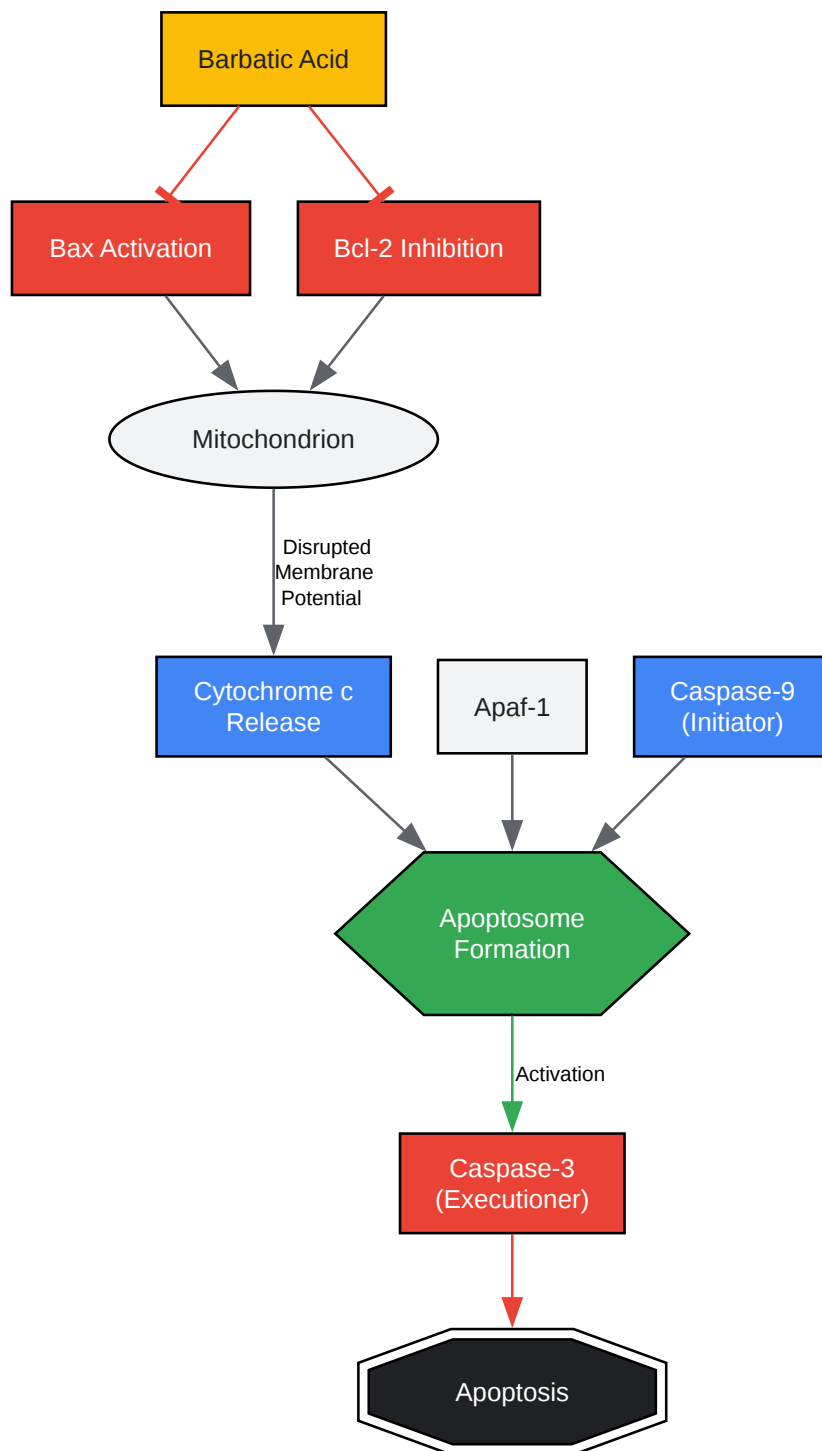 Barbatic Acid
Bax Activation
Bcl-2 Inhibition
Mitochondrion
Disrupted
Membrane
Potential
Cytochrome c
Release
Apaf-1
Caspase-9
(Initiator)
Apoptosome
Formation
Activation
Caspase-3
(Executioner)
Apoptosis